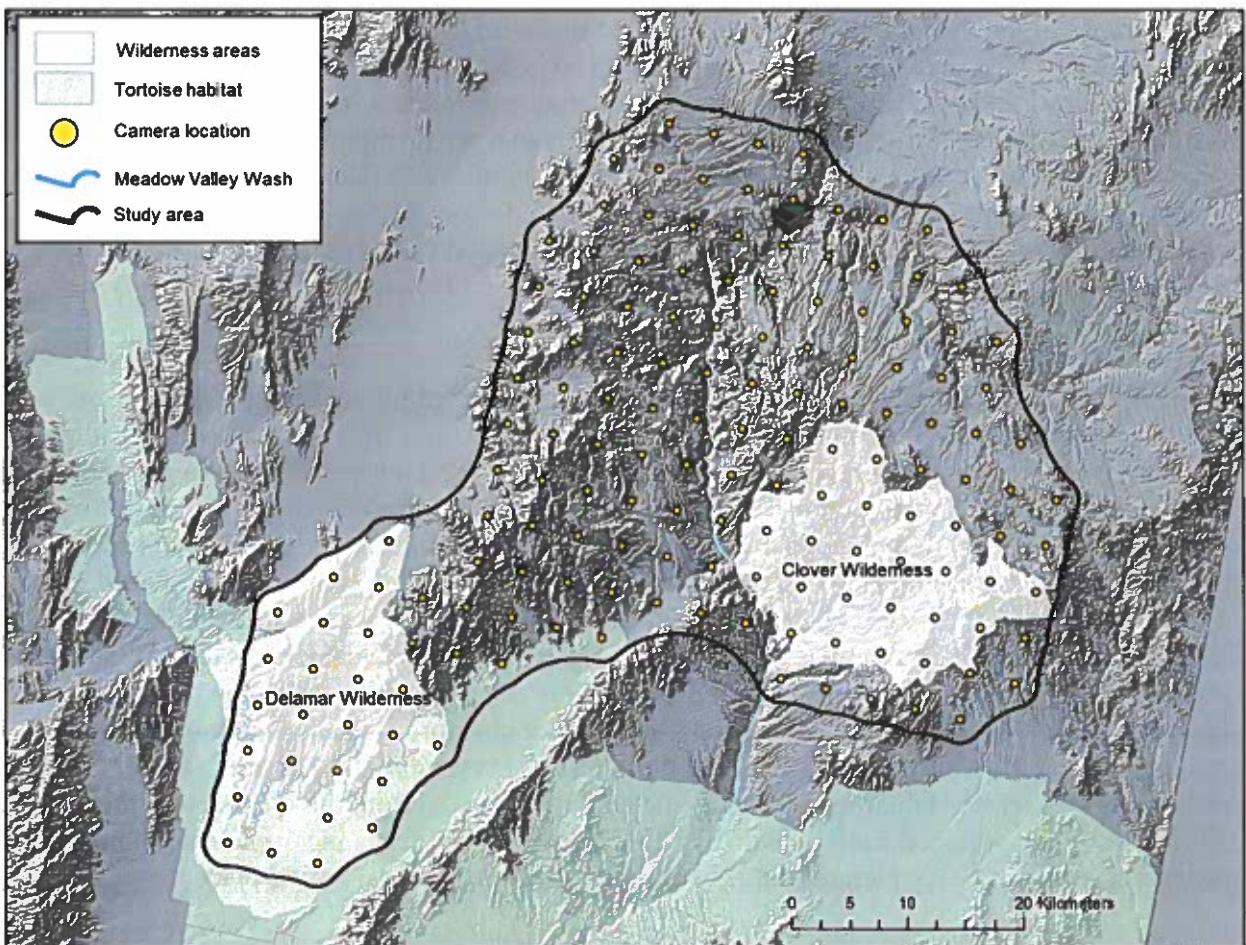 Wilderness areas
Tortoise habitat
Camera location
Meadow Valley Wash
Study area
Clover Wilderness
Delamar Wilderness
0 5 10 20 Kilometers